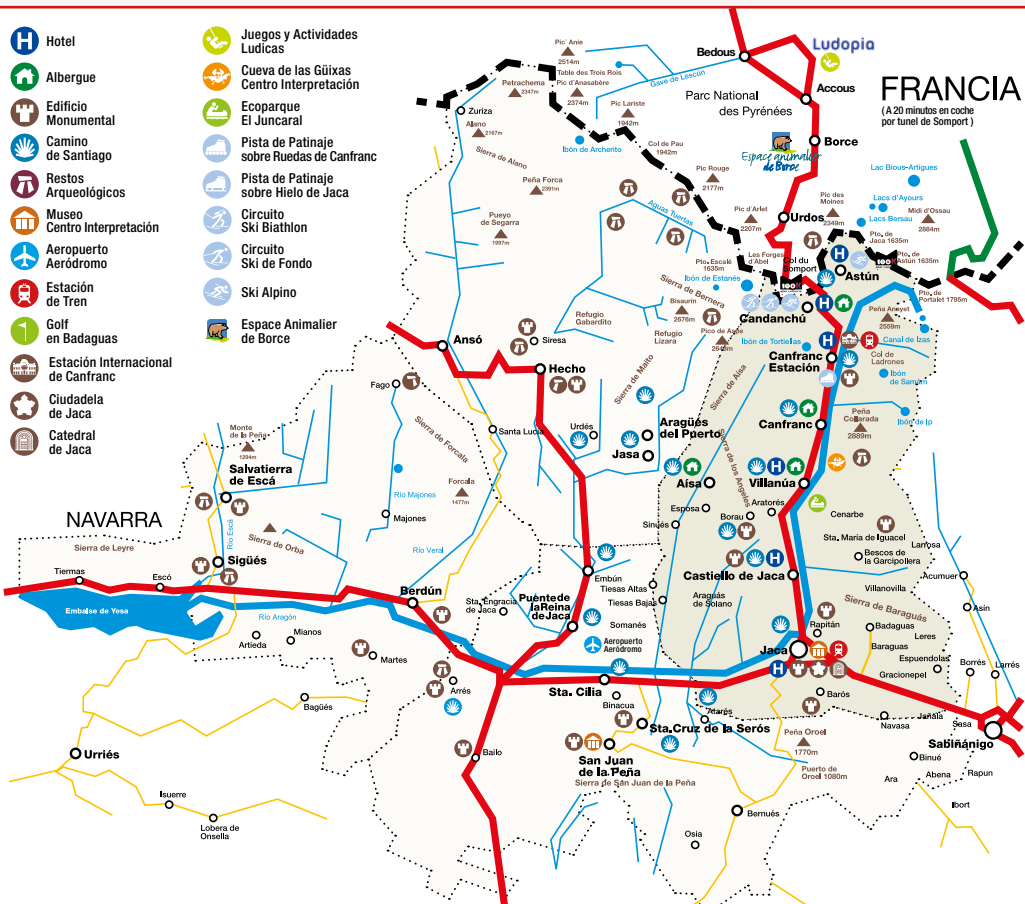 Hotel
Albergue
Edificio
Monumental
Camino
de Santiago
Restos
Arqueológicos
Museo
Centro Interpretación
Aeropuerto
Aeródromo
Estación
de Tren
Golf
en Badaguas
Estación Internacional
de Canfranc
Ciudadela
de Jaca
Catedral
de Jaca
Juegos y Actividades
Ludicas
Cueva de las Güixas
Centro Interpretación
Ecoparque
El Juncaral
Pista de Patinaje
sobre Ruedas de Canfranc
Pista de Patinaje
sobre Hielo de Jaca
Circuito
Ski Biathlon
Circuito
Ski de Fondo
Ski Alpino
Espace Animalier
de Borce
Pic d'Anie
2514m
Table des Trois Rois
Pic d'Anasabère
2374m
Petrachema
2347m
Pic Lariste
1942m
Gave de Lescún
Bedous
Ludopia
Accous
Parc National
des Pyrénées
FRANCIA
( A 20 minutos en coche
por tunel de Somport )
Borce
Espace animalier
de Borce
Zuriza
Alano
2167m
Sierra de Alano
Ibón de Archerito
Col de Pau
1942m
Pic Rouge
2177m
Peña Forca
2391m
Pueyo
de Segarra
1997m
Aguas Tuertas
Pic d'Arlet
2207m
Urdos
Pic des
Moines
2349m
Lac Bious-Artigues
Lacs d'Ayours
Lacs Bersau
Midi d'Ossau
2884m
Pto. de
Jaca 1635m
Pto. de
Astún 1635m
Pto. Escalé
1635m
Les Forges
d'Abel
Col du
Somport
Astún
Ibón de Estanés
Pto. de
Portalet 1795m
Sierra de Bernera
Bisaurin
2676m
Candanchú
Peña Aneyet
2559m
Refugio
Gabardito
Refugio
Lizara
Pico de Aspe
2645m
Ibón de Tortiellas
Canfranc
Estación
Canal de Izas
Col de
Ladrones
Ibón
de Samán
Ansó
Siresa
Hecho
Sierra de Maito
Sierra de Aísa
Fago
Sierra de Forcala
Santa Lucía
Urdés
Aragüés
del Puerto
Jasa
Canfranc
Peña
Collarada
2889m
Ibón de Ip
Monte
de la Peña
1294m
Salvatierra
de Escá
Forcala
1477m
Río Majones
Majones
Aísa
Sierra de los Angeles
Villanúa
Esposa
Aratorés
Borau
Sinués
Cenarbe
NAVARRA
Sierra de Leyre
Río Escá
Sierra de Orba
Río Veral
Sta. María de Iguacel
Larrosa
Bescos de
la Garcipollera
Sigüés
Tiermas
Escó
Embún
Castiello de Jaca
Acumuer
Villanovilla
Berdún
Embalse de Yesa
Río Aragón
Artieda
Mianos
Sta. Engracia
de Jaca
Puente de
la Reina
de Jaca
Tiesas Altas
Tiesas Bajas
Araguás
de Solano
Sierra de Baraguás
Asín
Somanés
Rapitán
Badaguas
Leres
Aeropuerto
Aeródromo
Jaca
Baraguas
Martes
Espuendolas
Gracionepel
Borrés
Larrés
Arrés
Sta. Cilia
Binacua
Barós
Bagüés
Atarés
Sta. Cruz de la Serós
Navasa
Jañala
Sasa
Sabiñánigo
Urriés
Bailo
San Juan
de la Peña
Sierra de San Juan de la Peña
Peña Oroel
1770m
Puerto de
Oroel 1080m
Binué
Ara
Abena
Rapun
Isuerre
Lobera de
Onsella
Bernués
Ibort
Osia